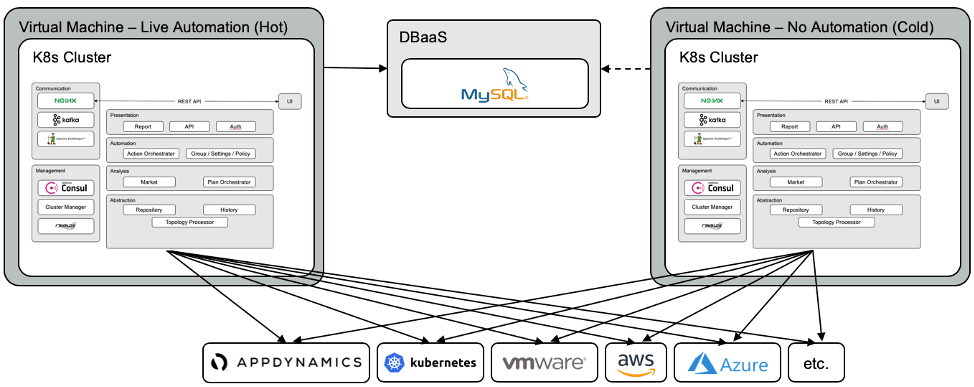 Virtual Machine – Live Automation (Hot)
K8s Cluster
Communication
NGINX
REST API
UI
kafka
Apache ZooKeeper™
Presentation
Report
API
Auth
Automation
Action Orchestrator
Group / Settings / Policy
Management
Consul
Cluster Manager
Analysis
Market
Plan Orchestrator
Abstraction
Repository
History
Topology Processor
DBaaS
MySQL®
Virtual Machine – No Automation (Cold)
K8s Cluster
Communication
NGINX
REST API
UI
kafka
Apache ZooKeeper™
Presentation
Report
API
Auth
Automation
Action Orchestrator
Group / Settings / Policy
Management
Consul
Cluster Manager
Analysis
Market
Plan Orchestrator
Abstraction
Repository
History
Topology Processor
APPDYNAMICS
kubernetes
vmware®
aws
Azure
etc.